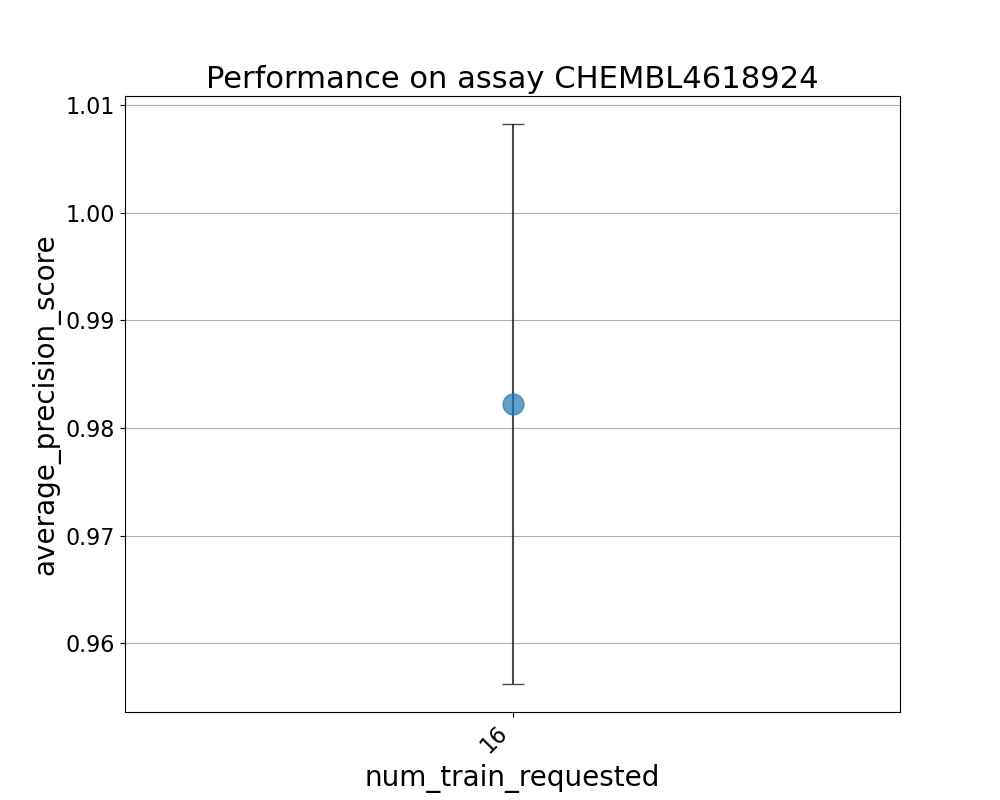 Performance on assay CHEMBL4618924
average_precision_score
1.01
1.00
0.99
0.98
0.97
0.96
16
num_train_requested